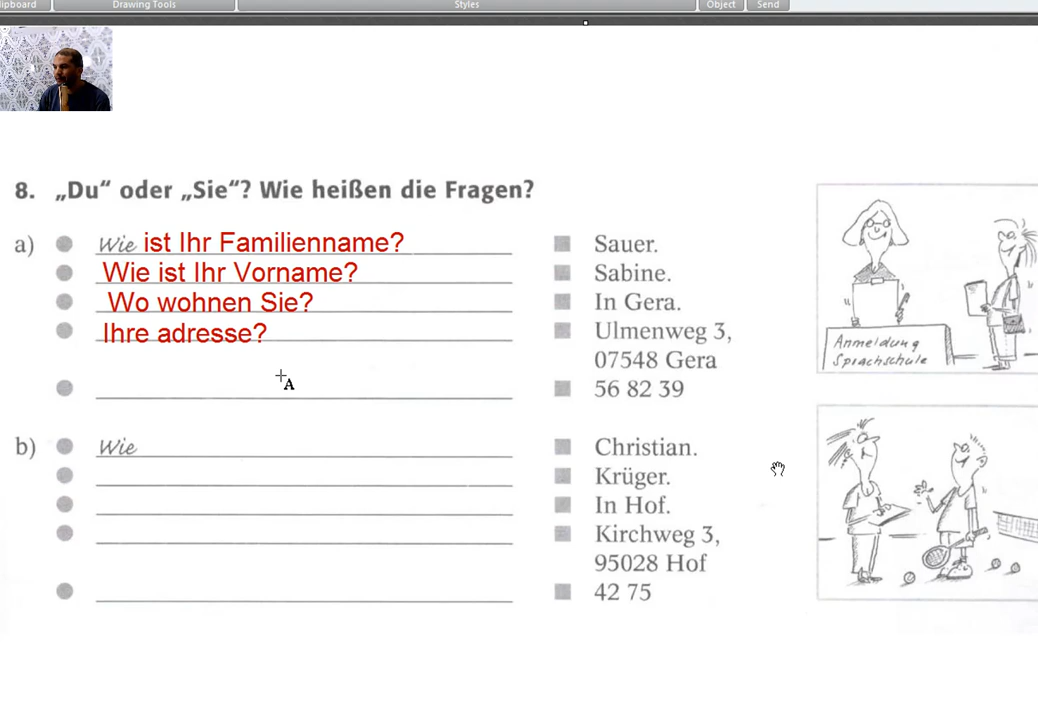 lipboard Drawing Tools Styles Object Send
8. „Du“ oder „Sie“? Wie heißen die Fragen?
a) Wie ist Ihr Familienname? Sauer.
Wie ist Ihr Vorname? Sabine.
Wo wohnen Sie? In Gera.
Ihre adresse? Ulmenweg 3,
07548 Gera
56 82 39
Anmeldung
Sprachschule
A
b) Wie Christian.
Krüger.
In Hof.
Kirchweg 3,
95028 Hof
42 75